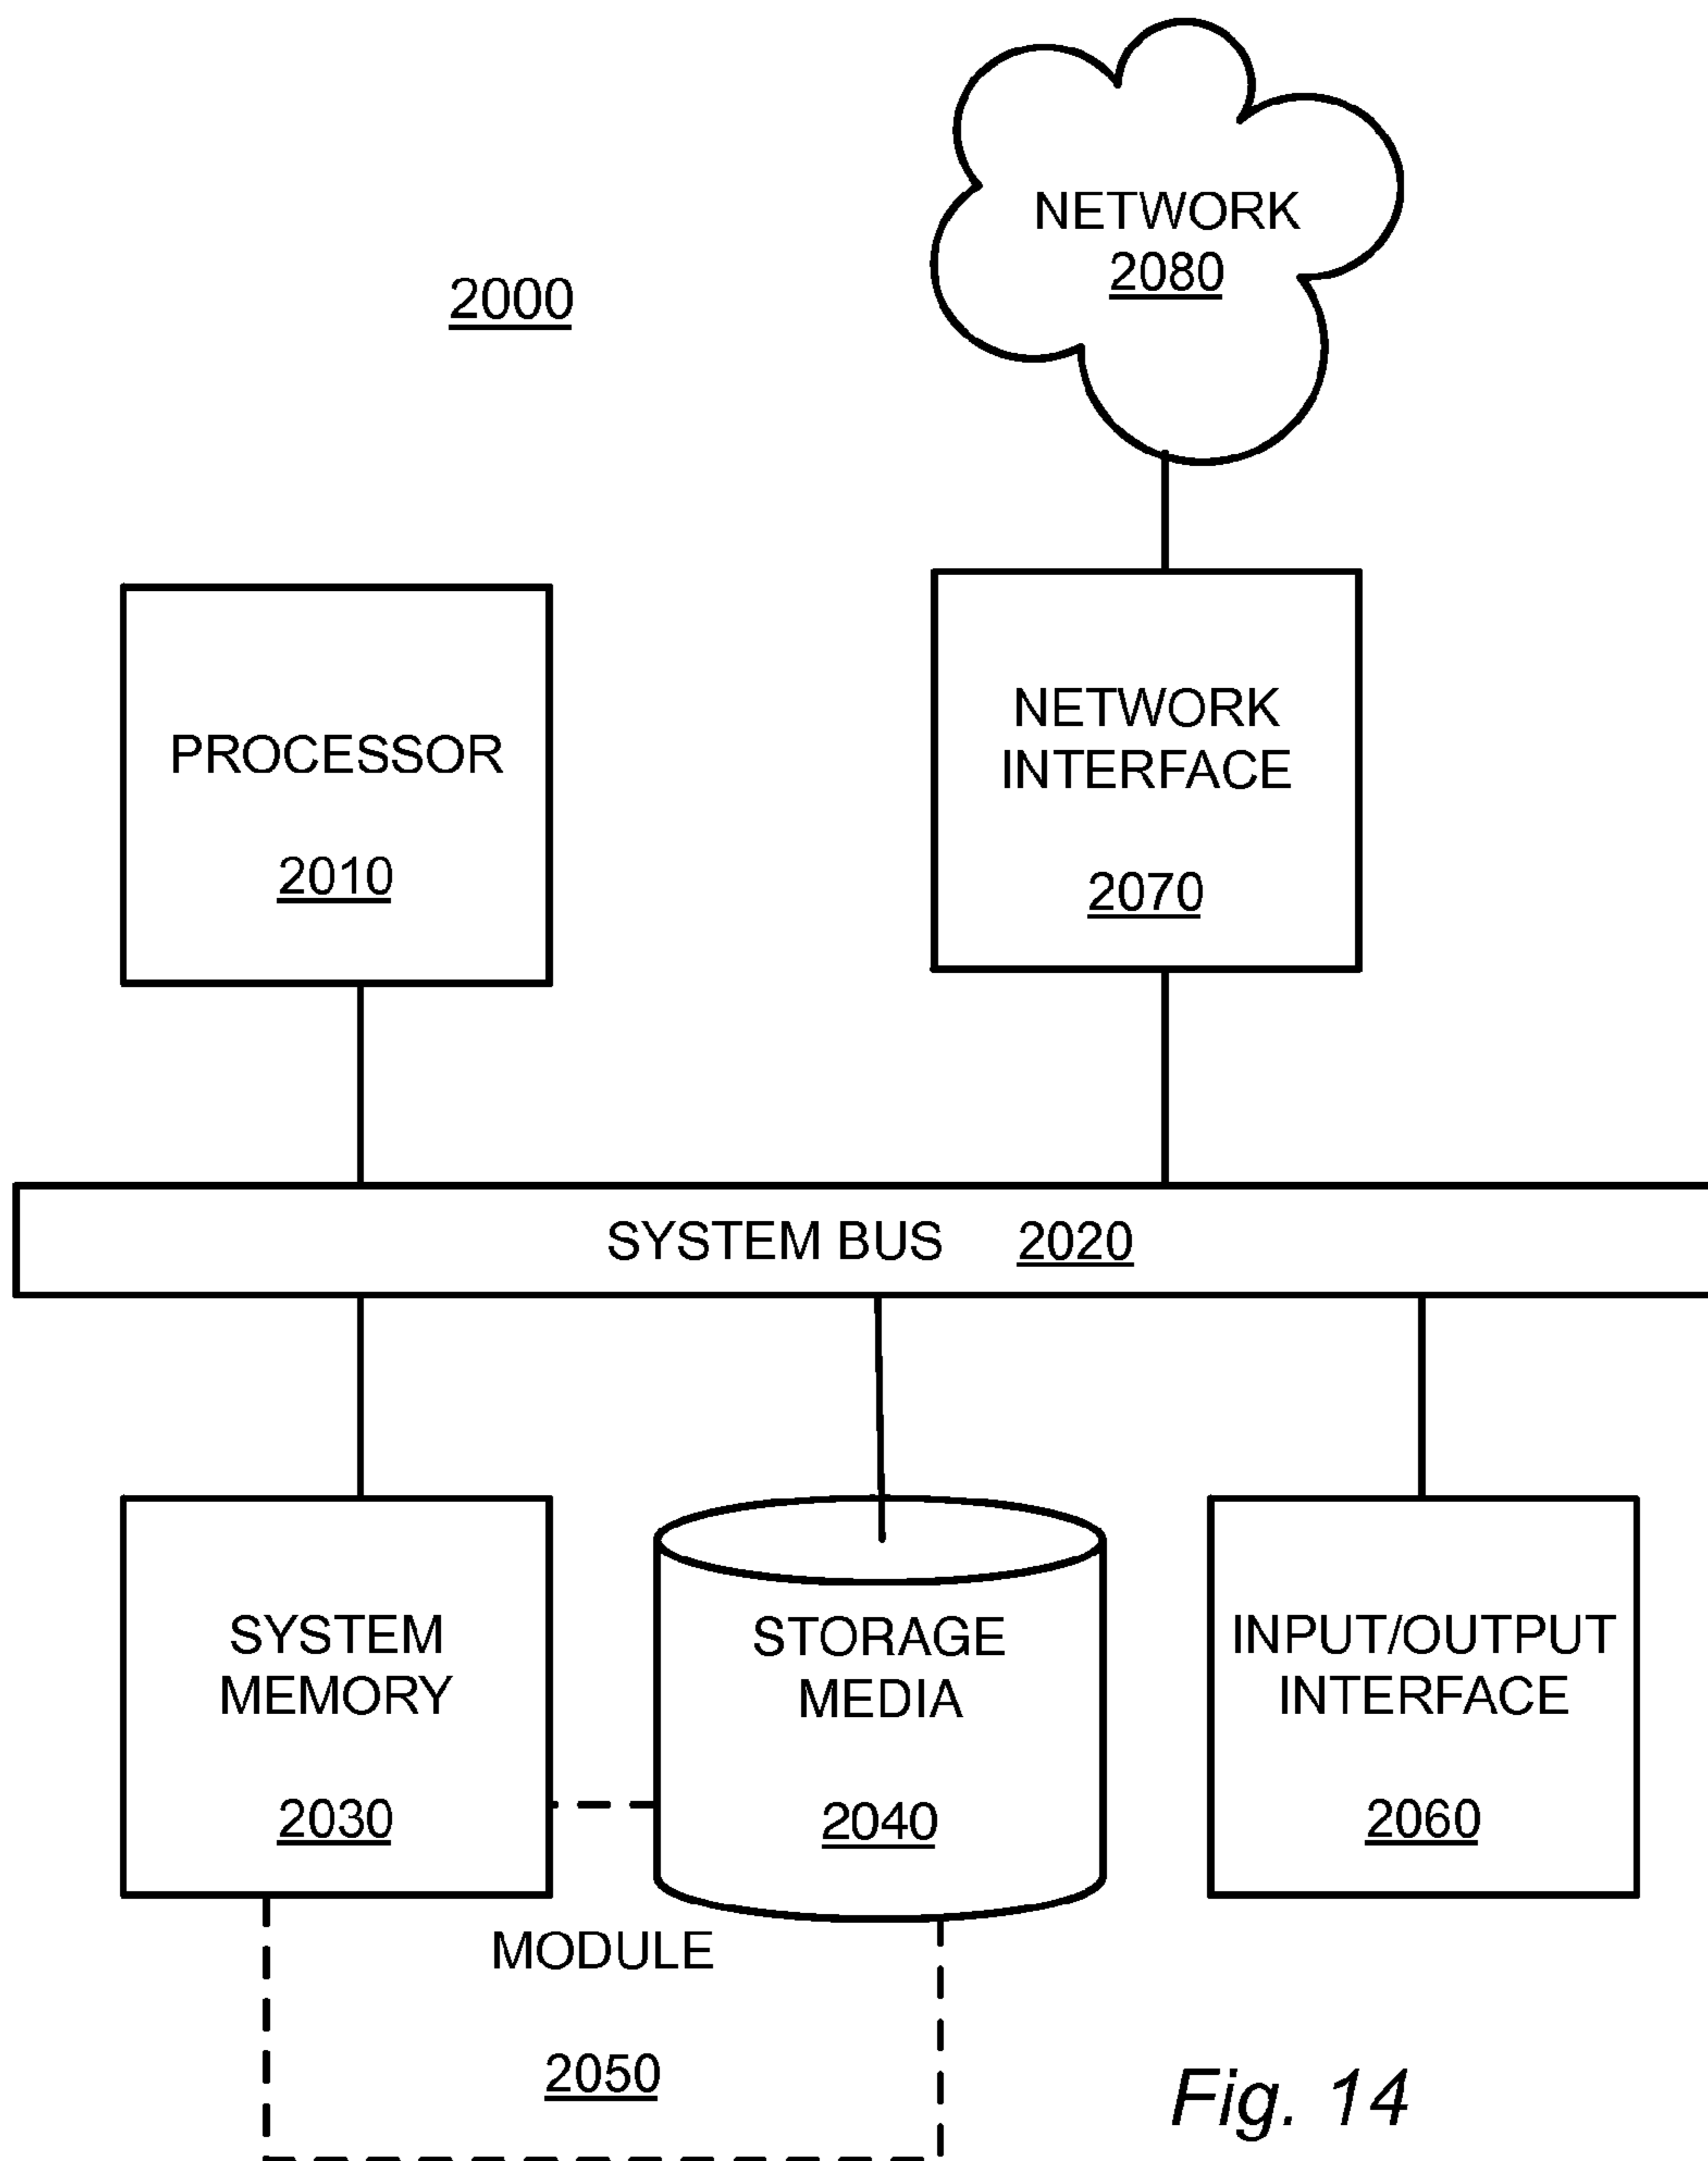 NETWORK
2080
2000
PROCESSOR
2010
NETWORK
INTERFACE
2070
SYSTEM BUS 2020
SYSTEM
MEMORY
2030
STORAGE
MEDIA
2040
INPUT/OUTPUT
INTERFACE
2060
MODULE
2050
Fig. 14